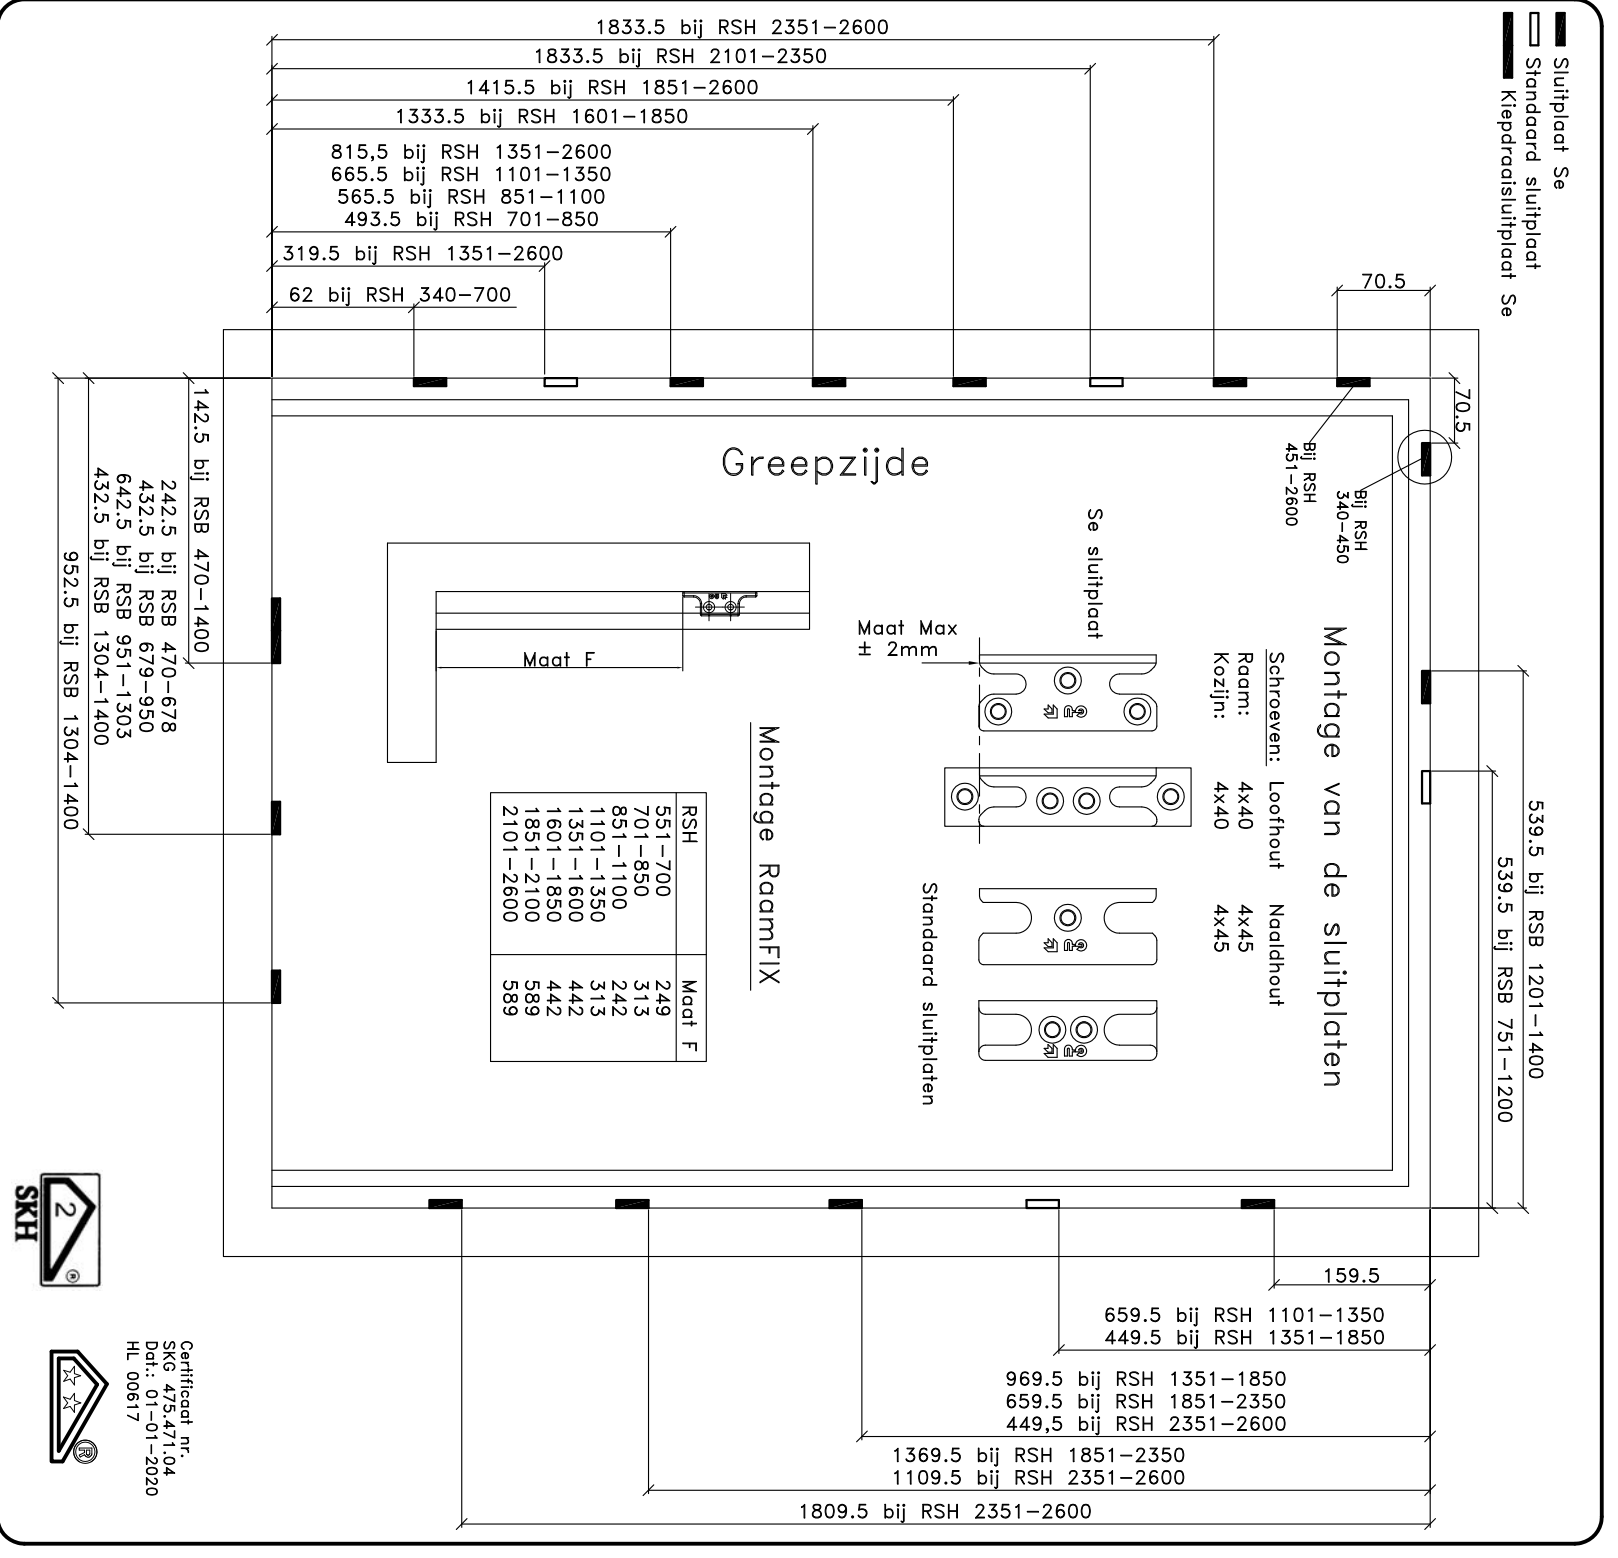 Sluitplaat Se
Standaard sluitplaat
Kiepdraaisluitplaat Se
1833.5 bij RSH 2351-2600
1833.5 bij RSH 2101-2350
1415.5 bij RSH 1851-2600
1333.5 bij RSH 1601-1850
815,5 bij RSH 1351-2600
665.5 bij RSH 1101-1350
565.5 bij RSH 851-1100
493.5 bij RSH 701-850
319.5 bij RSH 1351-2600
62 bij RSH 340-700
70.5
70.5
Bij RSH
340-450
Bij RSH
451-2600
Greepzijde
142.5 bij RSB 470-1400
242.5 bij RSB 470-678
432.5 bij RSB 679-950
642.5 bij RSB 951-1303
432.5 bij RSB 1304-1400
952.5 bij RSB 1304-1400
539.5 bij RSB 1201-1400
539.5 bij RSB 751-1200
Montage van de sluitplaten
Schroeven: Loofhout Naaldhout
Raam: 4x40 4x45
Kozijn: 4x40 4x45
Se sluitplaat
Maat Max
± 2mm
Standaard sluitplaten
Maat F
Montage RaamFIX
RSH Maat F
551-700 249
701-850 313
851-1100 242
1101-1350 313
1351-1600 442
1601-1850 442
1851-2100 589
2101-2600 589
159.5
659.5 bij RSH 1101-1350
449.5 bij RSH 1351-1850
969.5 bij RSH 1351-1850
659.5 bij RSH 1851-2350
449,5 bij RSH 2351-2600
1369.5 bij RSH 1851-2350
1109.5 bij RSH 2351-2600
1809.5 bij RSH 2351-2600
2
®
SKH
®
Certificaat nr.
SKG 475.471.04
Dat.: 01-01-2020
HL 00617